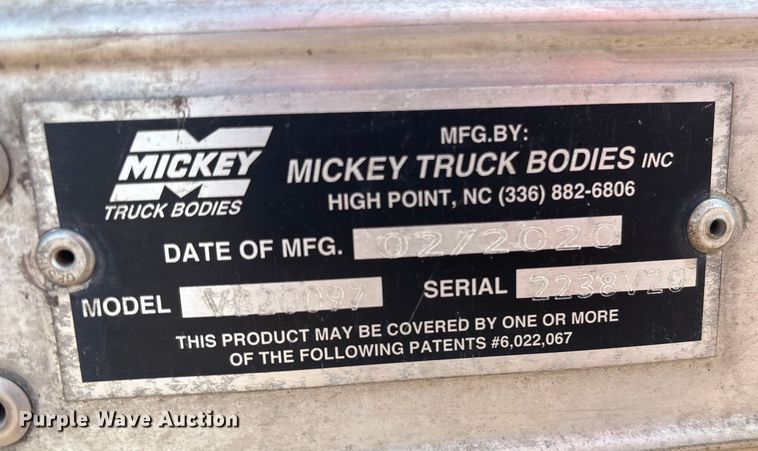 MICKEY
TRUCK BODIES
MFG.BY:
MICKEY TRUCK BODIES INC
HIGH POINT, NC (336) 882-6806
DATE OF MFG. 02/2020
MODEL
SERIAL
THIS PRODUCT MAY BE COVERED BY ONE OR MORE
OF THE FOLLOWING PATENTS #6,022,067
Purple Wave Auction